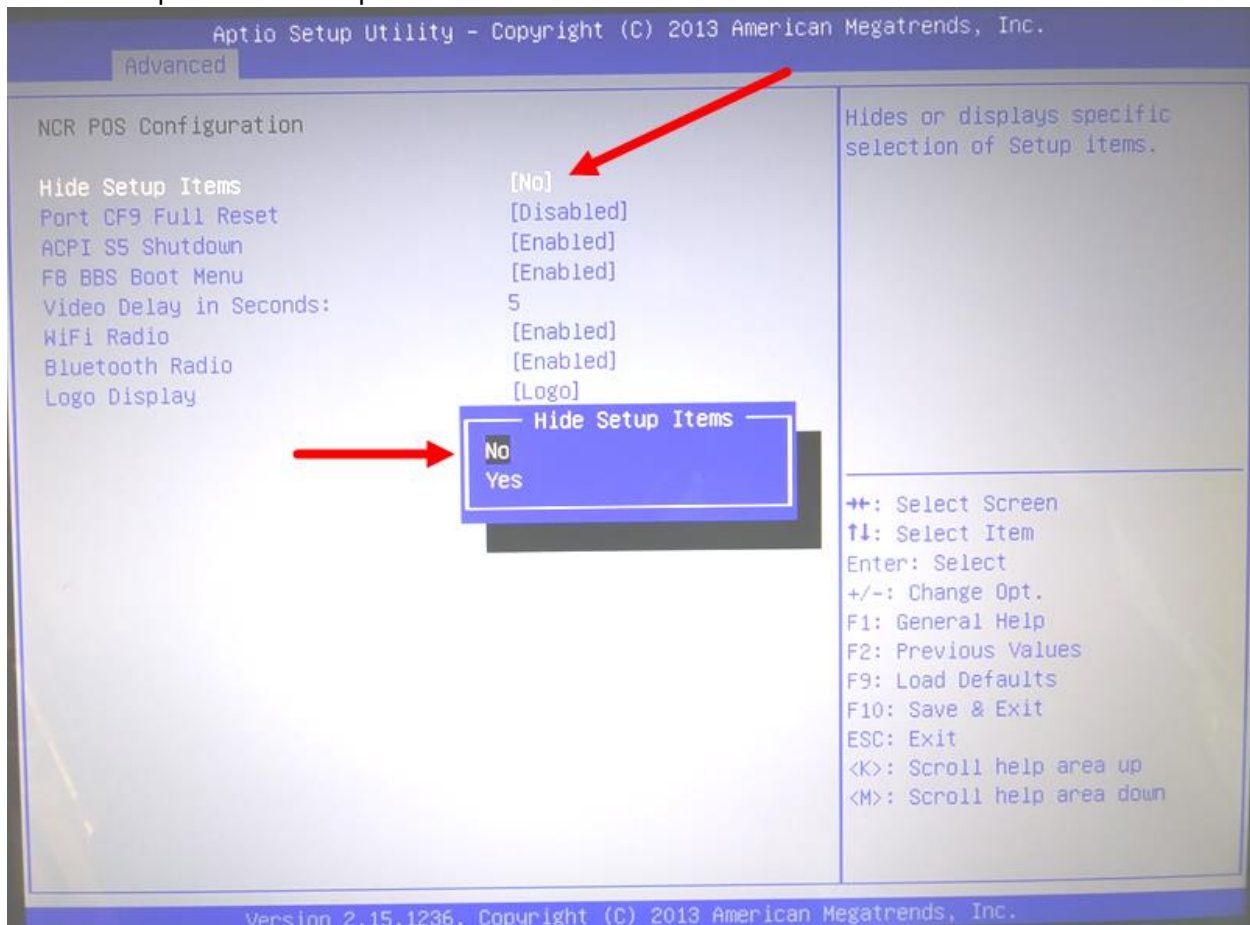 Aptio Setup Utility - Copyright (C) 2013 American Megatrends, Inc.
Advanced
NCR POS Configuration
Hide Setup Items [No]
Port CF9 Full Reset [Disabled]
ACPI S5 Shutdown [Enabled]
F8 BBS Boot Menu [Enabled]
Video Delay in Seconds: 5
WiFi Radio [Enabled]
Bluetooth Radio [Enabled]
Logo Display [Logo]
Hide Setup Items
No
Yes
Hides or displays specific
selection of Setup items.
→←: Select Screen
↑↓: Select Item
Enter: Select
+/-: Change Opt.
F1: General Help
F2: Previous Values
F9: Load Defaults
F10: Save & Exit
ESC: Exit
<K>: Scroll help area up
<M>: Scroll help area down
Version 2.15.1236. Copyright (C) 2013 American Megatrends, Inc.